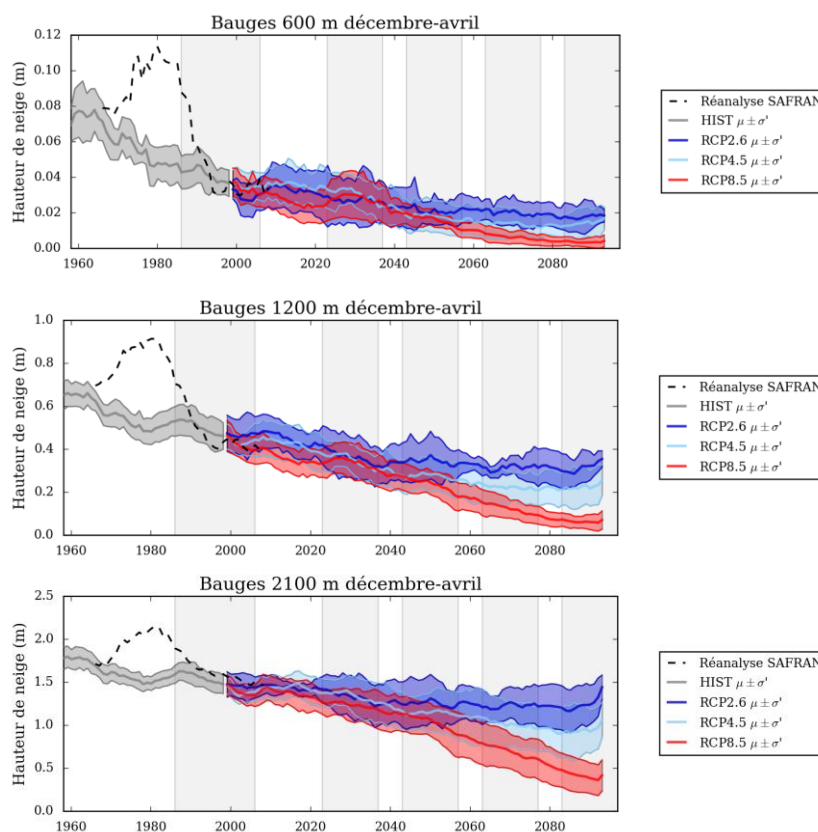 Bauges 600 m décembre-avril
Hauteur de neige (m)
0.12
0.10
0.08
0.06
0.04
0.02
0.00
1960 1980 2000 2020 2040 2060 2080
Réanalyse SAFRAN
HIST μ ± σ'
RCP2.6 μ ± σ'
RCP4.5 μ ± σ'
RCP8.5 μ ± σ'
Bauges 1200 m décembre-avril
Hauteur de neige (m)
1.0
0.8
0.6
0.4
0.2
0.0
1960 1980 2000 2020 2040 2060 2080
Réanalyse SAFRAN
HIST μ ± σ'
RCP2.6 μ ± σ'
RCP4.5 μ ± σ'
RCP8.5 μ ± σ'
Bauges 2100 m décembre-avril
Hauteur de neige (m)
2.5
2.0
1.5
1.0
0.5
0.0
1960 1980 2000 2020 2040 2060 2080
Réanalyse SAFRAN
HIST μ ± σ'
RCP2.6 μ ± σ'
RCP4.5 μ ± σ'
RCP8.5 μ ± σ'